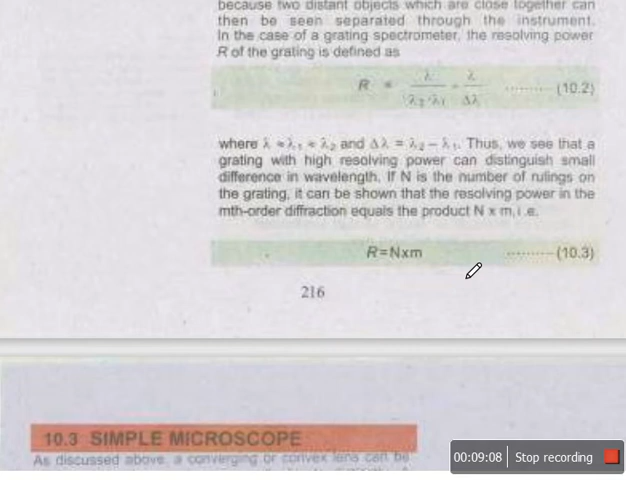 because two distant objects which are close together can
then be seen separated through the instrument.
In the case of a grating spectrometer, the resolving power
R of the grating is defined as
R = λ / (λ₂-λ₁) = λ / Δλ ·········(10.2)
where λ ≈ λ₁ ≈ λ₂ and Δλ = λ₂ – λ₁. Thus, we see that a
grating with high resolving power can distinguish small
difference in wavelength. If N is the number of rulings on
the grating, it can be shown that the resolving power in the
mth-order diffraction equals the product N x m, i.e.
R=Nxm ·········(10.3)
216
10.3 SIMPLE MICROSCOPE
As discussed above, a converging or convex lens can be
00:09:08 Stop recording